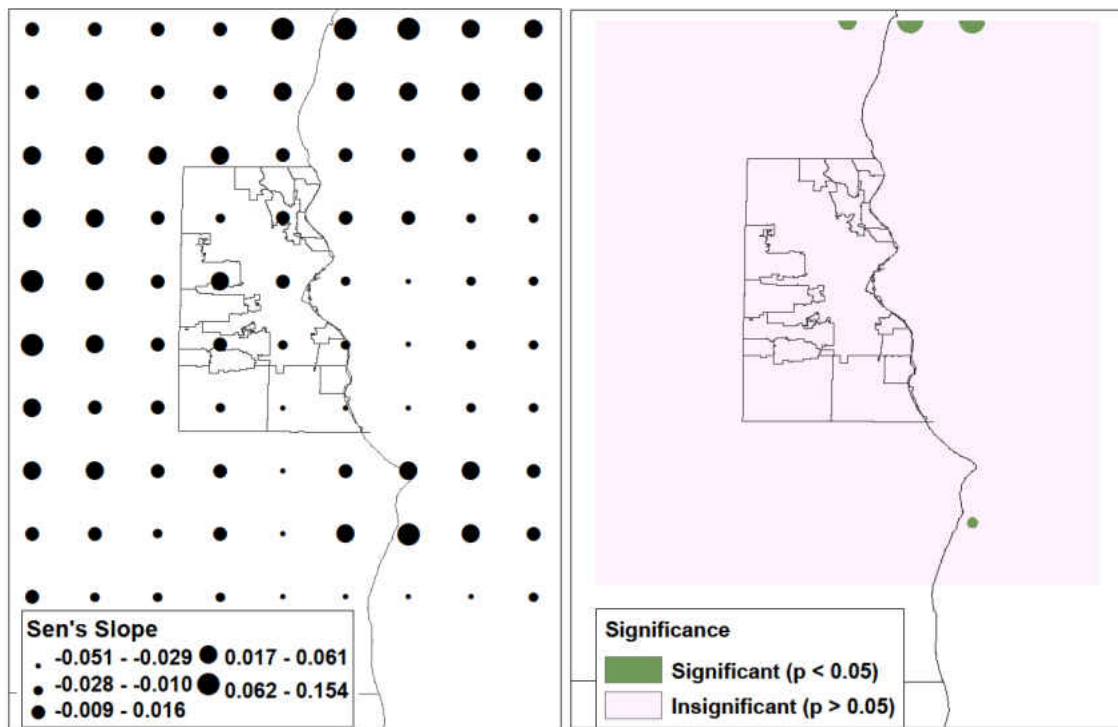 Sen's Slope
-0.051 - -0.029
-0.028 - -0.010
-0.009 - 0.016
0.017 - 0.061
0.062 - 0.154
Significance
Significant (p < 0.05)
Insignificant (p > 0.05)